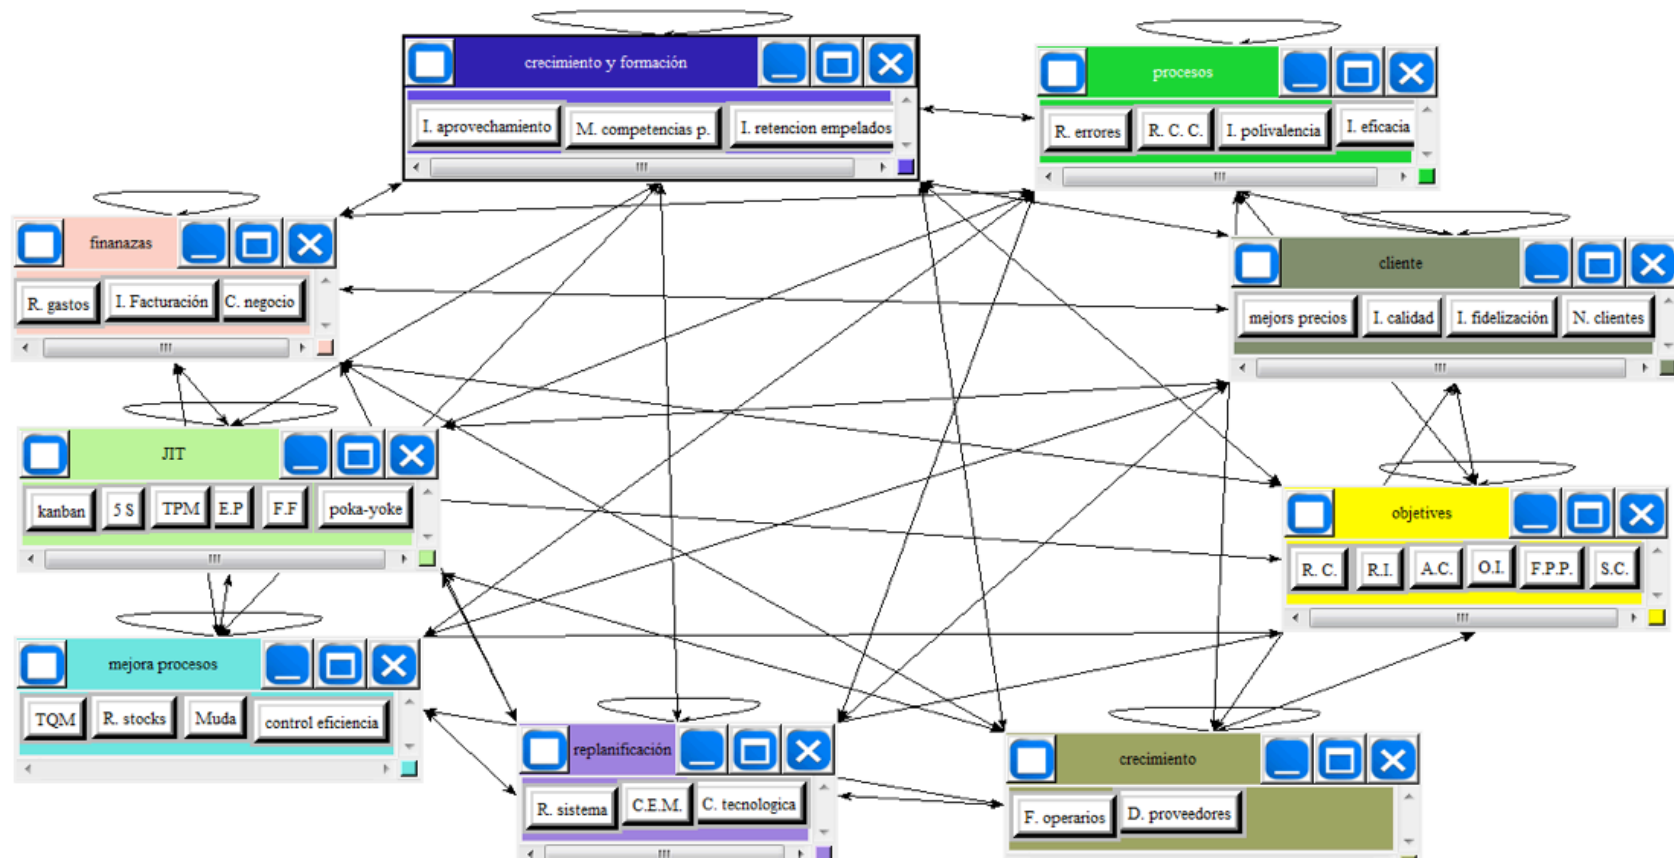 crecimiento y formación
I. aprovechamiento
M. competencias p.
I. retencion empelados
procesos
R. errores
R. C. C.
I. polivalencia
I. eficacia
finanazas
R. gastos
I. Facturación
C. negocio
cliente
mejors precios
I. calidad
I. fidelización
N. clientes
JIT
kanban
5 S
TPM
E.P
F.F
poka-yoke
objetives
R. C.
R.I.
A.C.
O.I.
F.P.P.
S.C.
mejora procesos
TQM
R. stocks
Muda
control eficiencia
replanificación
R. sistema
C.E.M.
C. tecnologica
crecimiento
F. operarios
D. proveedores